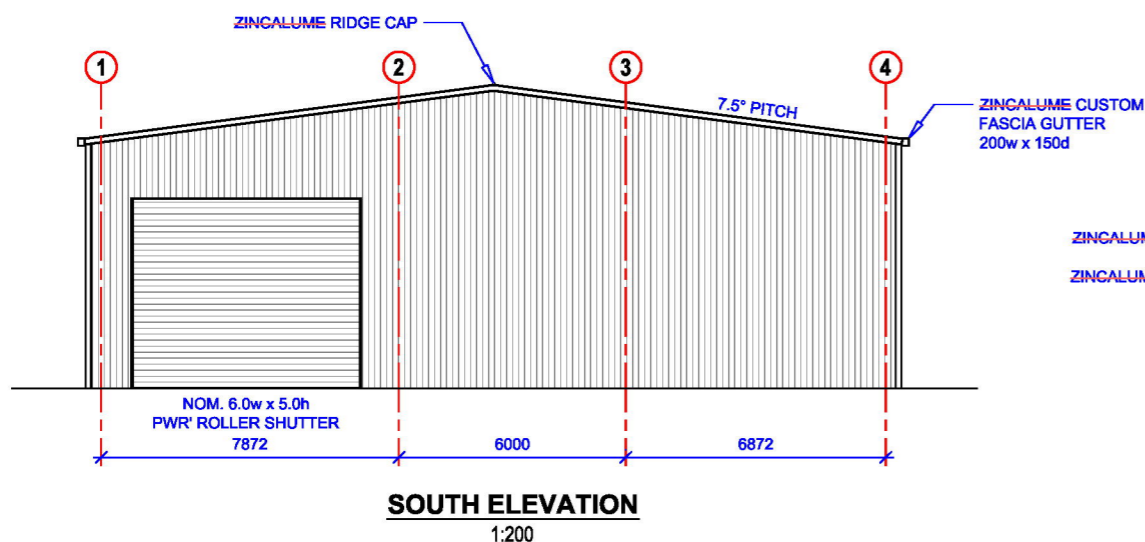 ZINCALUME RIDGE CAP
1
2
3
4
7.5° PITCH
ZINCALUME CUSTOM
FASCIA GUTTER
200w x 150d
NOM. 6.0w x 5.0h
PWR' ROLLER SHUTTER
7872
6000
6872
SOUTH ELEVATION
1:200